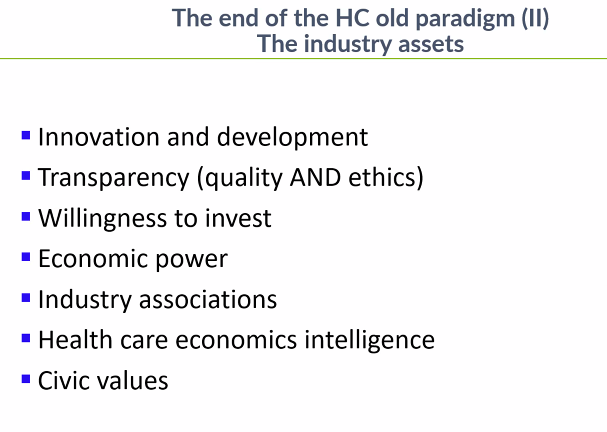 The end of the HC old paradigm (II)
The industry assets
▪ Innovation and development
▪ Transparency (quality AND ethics)
▪ Willingness to invest
▪ Economic power
▪ Industry associations
▪ Health care economics intelligence
▪ Civic values